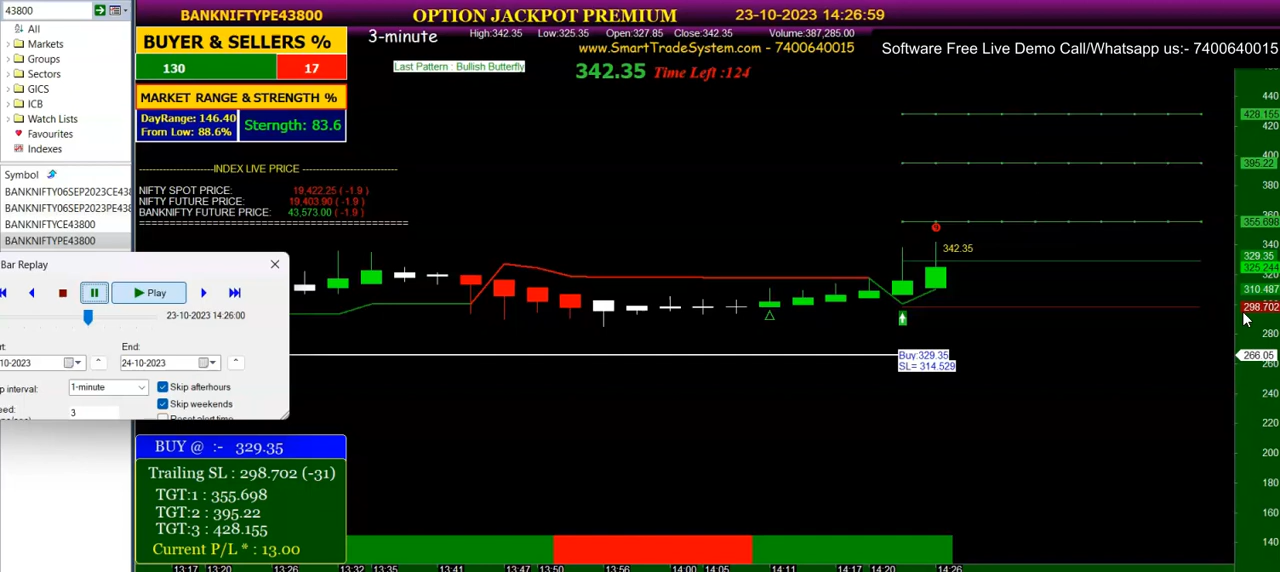 43800
All
Markets
Groups
Sectors
GICS
ICB
Watch Lists
Favourites
Indexes
Symbol
BANKNIFTY06SEP2023CE43
BANKNIFTY06SEP2023PE43
BANKNIFTYCE43800
BANKNIFTYPE43800
BANKNIFTYPE43800
OPTION JACKPOT PREMIUM
23-10-2023 14:26:59
3-minute
High:342.35 Low:325.35 Open:327.85 Close:342.35 Volume:387,285.00
www.SmartTradeSystem.com - 7400640015
Software Free Live Demo Call/Whatsapp us:- 7400640015
BUYER & SELLERS %
130 17
Last Pattern : Bullish Butterfly
342.35 Time Left :124
MARKET RANGE & STRENGTH %
DayRange: 146.40
From Low: 88.6%
Sterngth: 83.6
----------------------INDEX LIVE PRICE ----------------------
NIFTY SPOT PRICE: 19,422.25 ( -1.9 )
NIFTY FUTURE PRICE: 19,403.90 ( -1.9 )
BANKNIFTY FUTURE PRICE: 43,573.00 ( -1.9 )
Bar Replay
Play
23-10-2023 14:26:00
End:
10-2023 24-10-2023
interval: 1-minute
Skip afterhours
Skip weekends
3
BUY @ :- 329.35
Trailing SL : 298.702 (-31)
TGT:1 : 355.698
TGT:2 : 395.22
TGT:3 : 428.155
Current P/L * : 13.00
342.35
Buy:329.35
SL= 314.529
440
428.155
420
400
395.22
380
360
355.698
340
329.35
325.244
310.487
298.702
280
266.05
240
220
200
180
160
140
13:17 13:20 13:26 13:32 13:35 13:41 13:47 13:50 13:56 14:00 14:05 14:11 14:17 14:20 14:26